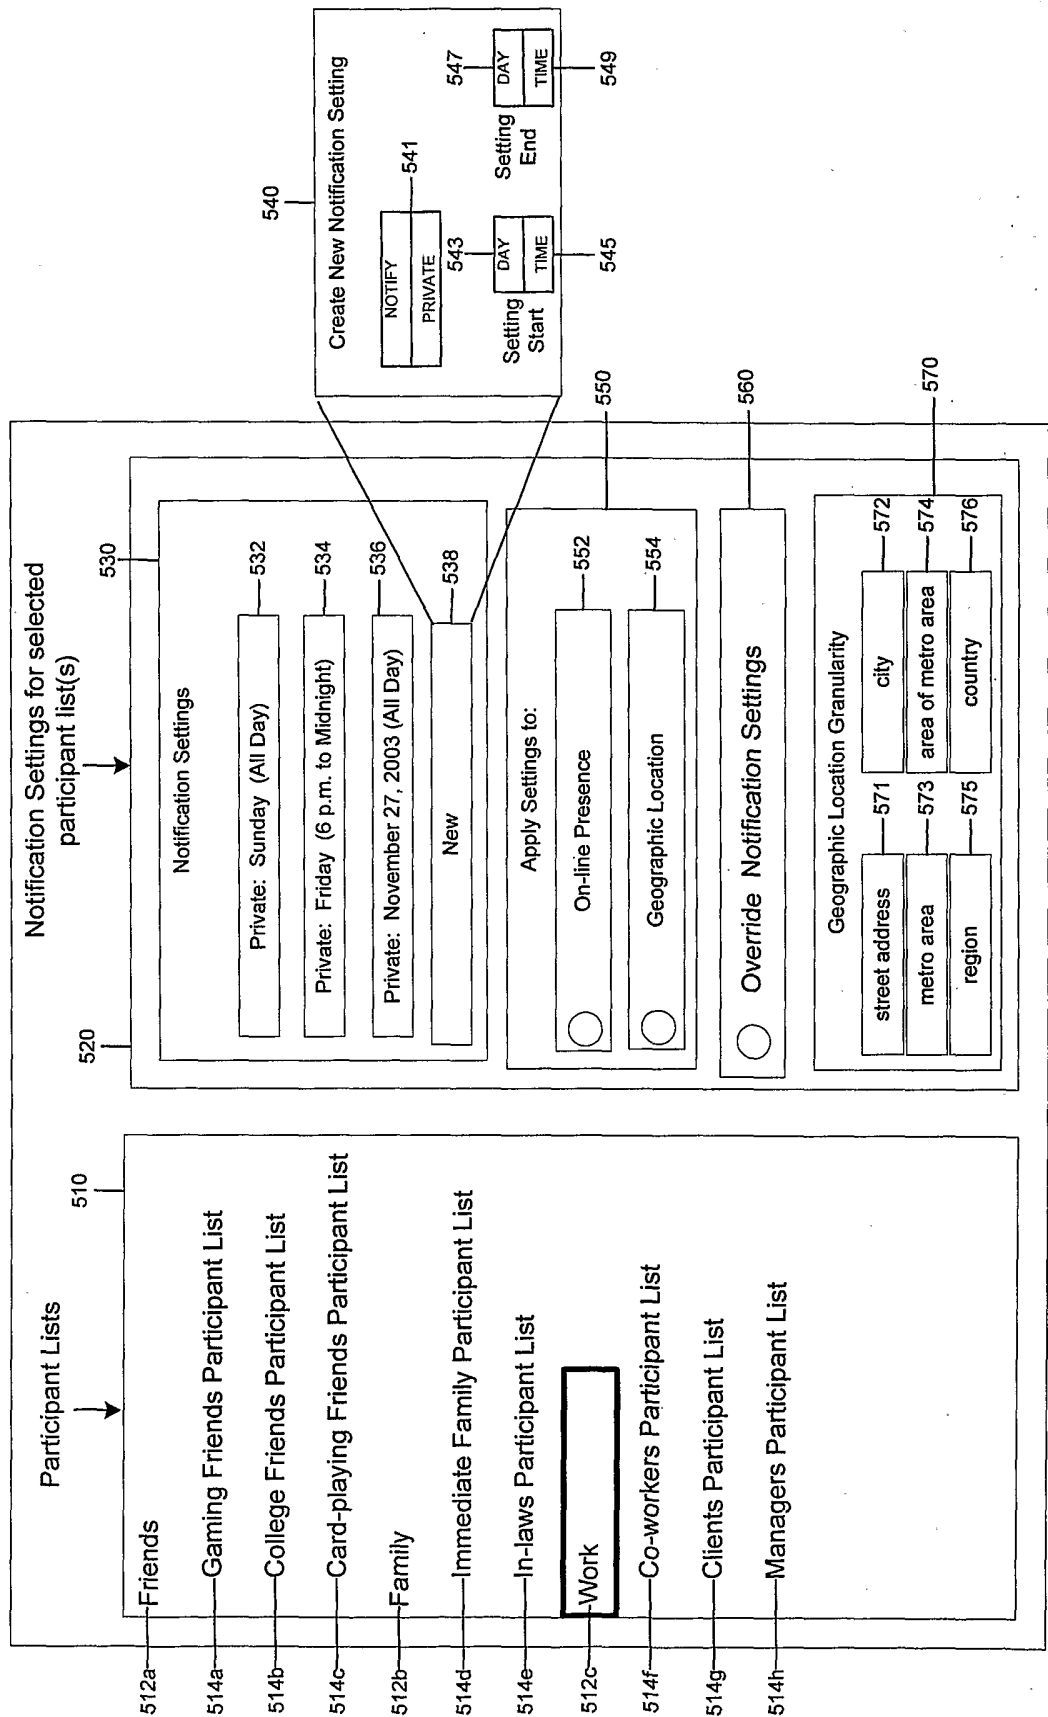 Participant Lists
510
512a
Friends
514a
Gaming Friends Participant List
514b
College Friends Participant List
514c
Card-playing Friends Participant List
512b
Family
514d
Immediate Family Participant List
514e
In-laws Participant List
512c
Work
514f
Co-workers Participant List
514g
Clients Participant List
514h
Managers Participant List
Notification Settings for selected
participant list(s)
520
530
Notification Settings
Private: Sunday (All Day)
532
Private: Friday (6 p.m. to Midnight)
534
Private: November 27, 2003 (All Day)
536
New
538
Apply Settings to:
550
On-line Presence
552
Geographic Location
554
Override Notification Settings
560
Geographic Location Granularity
570
street address
571
city
572
metro area
573
area of metro area
574
region
575
country
576
540
Create New Notification Setting
NOTIFY
PRIVATE
541
Setting
Start
543
DAY
TIME
545
Setting
End
547
DAY
TIME
549